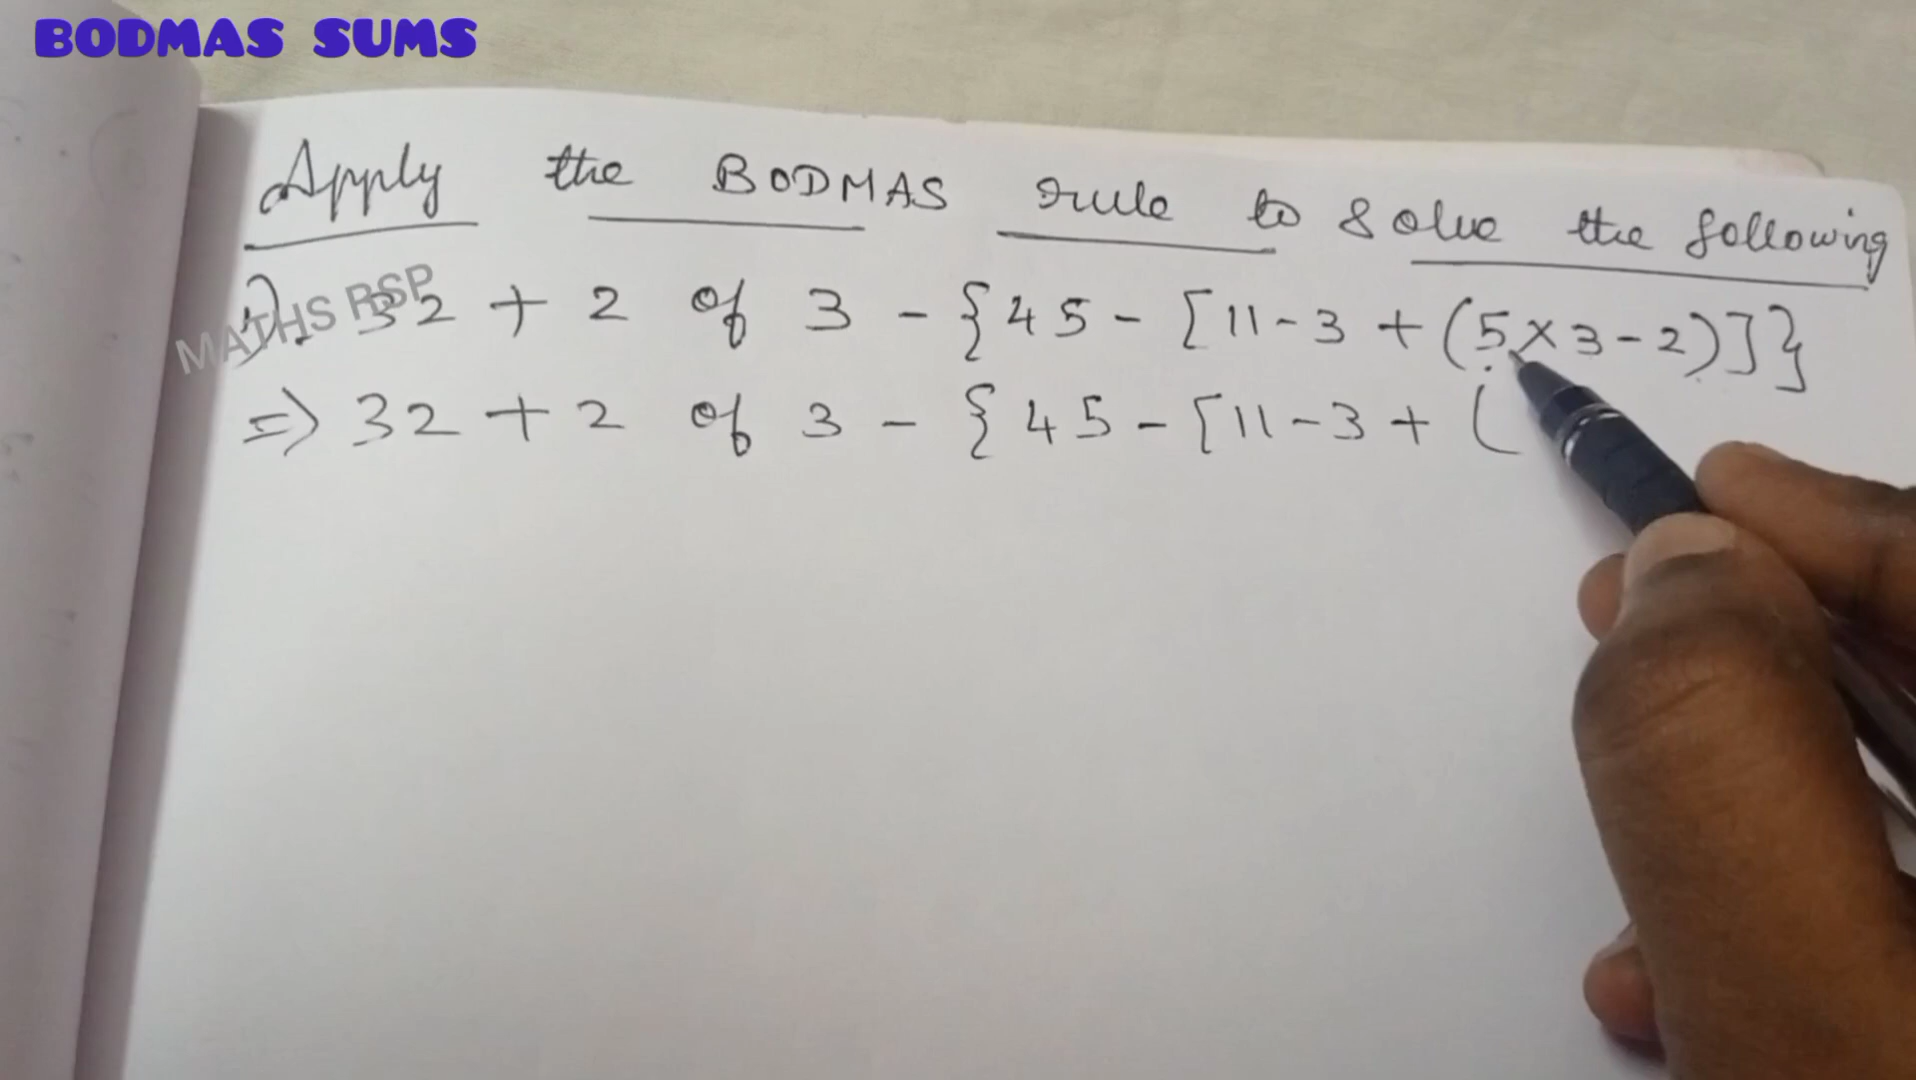 BODMAS SUMS
Apply the BODMAS rule to solve the following
MATHS RSP
1). 32 + 2 of 3 - {45 - [11-3 + (5×3-2)]}
=> 32 + 2 of 3 - {45 - [11-3 + (